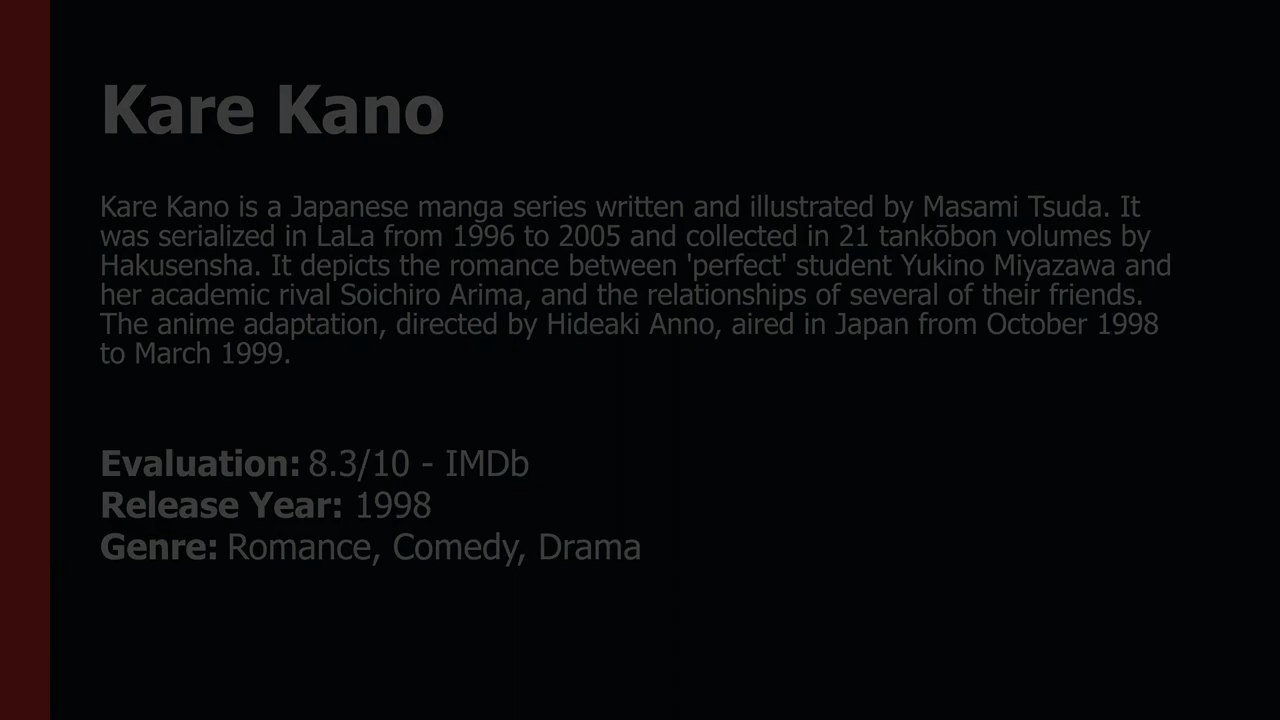 Kare Kano
Kare Kano is a Japanese manga series written and illustrated by Masami Tsuda. It
was serialized in LaLa from 1996 to 2005 and collected in 21 tankōbon volumes by
Hakusensha. It depicts the romance between 'perfect' student Yukino Miyazawa and
her academic rival Soichiro Arima, and the relationships of several of their friends.
The anime adaptation, directed by Hideaki Anno, aired in Japan from October 1998
to March 1999.
Evaluation: 8.3/10 - IMDb
Release Year: 1998
Genre: Romance, Comedy, Drama